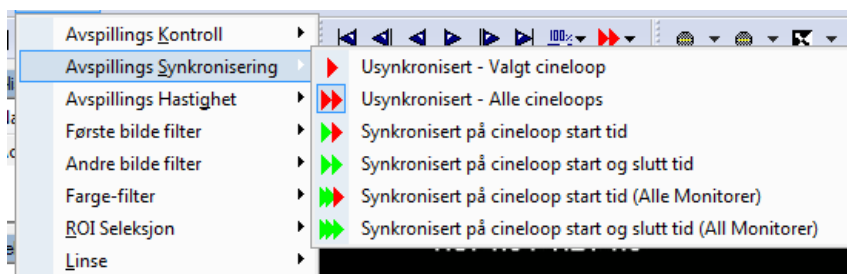 Avspillings Kontroll
100%
Avspillings Synkronisering
Usynkronisert - Valgt cineloop
Avspillings Hastighet
Usynkronisert - Alle cineloops
Første bilde filter
Synkronisert på cineloop start tid
Andre bilde filter
Synkronisert på cineloop start og slutt tid
Farge-filter
Synkronisert på cineloop start tid (Alle Monitorer)
ROI Seleksjon
Synkronisert på cineloop start og slutt tid (All Monitorer)
Linse